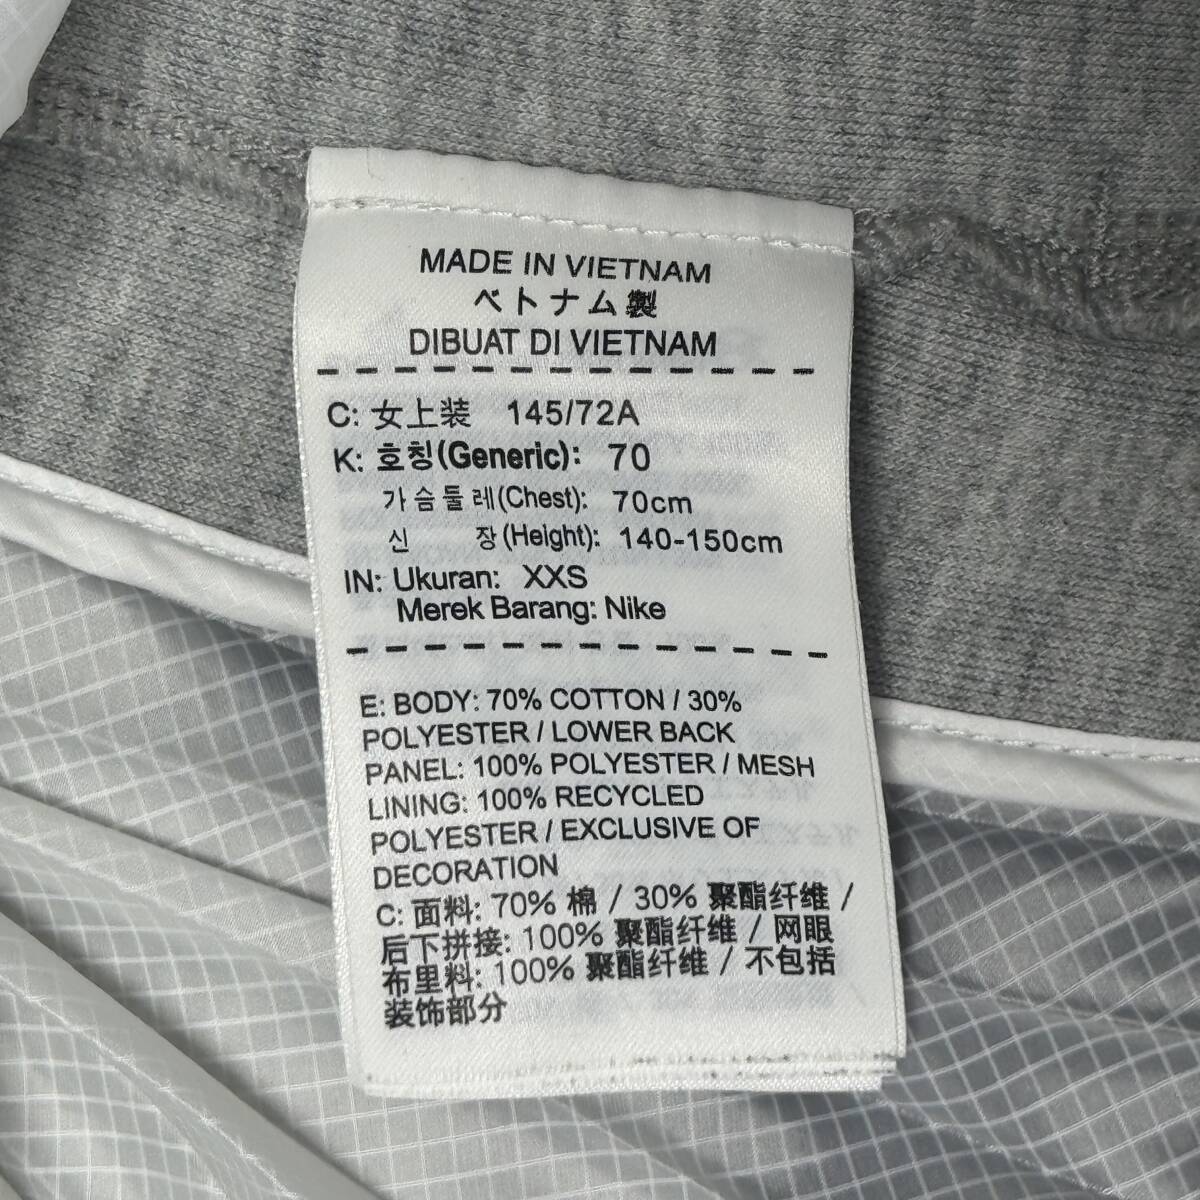 MADE IN VIETNAM
ベトナム製
DIBUAT DI VIETNAM
C: 女上装 145/72A
K: 호칭(Generic): 70
가슴둘레(Chest): 70cm
신 장(Height): 140-150cm
IN: Ukuran: XXS
Merek Barang: Nike
E: BODY: 70% COTTON / 30%
POLYESTER / LOWER BACK
PANEL: 100% POLYESTER / MESH
LINING: 100% RECYCLED
POLYESTER / EXCLUSIVE OF
DECORATION
C: 面料: 70% 棉 / 30% 聚酯纤维 /
后下拼接: 100% 聚酯纤维 / 网眼
布里料: 100% 聚酯纤维 / 不包括
装饰部分